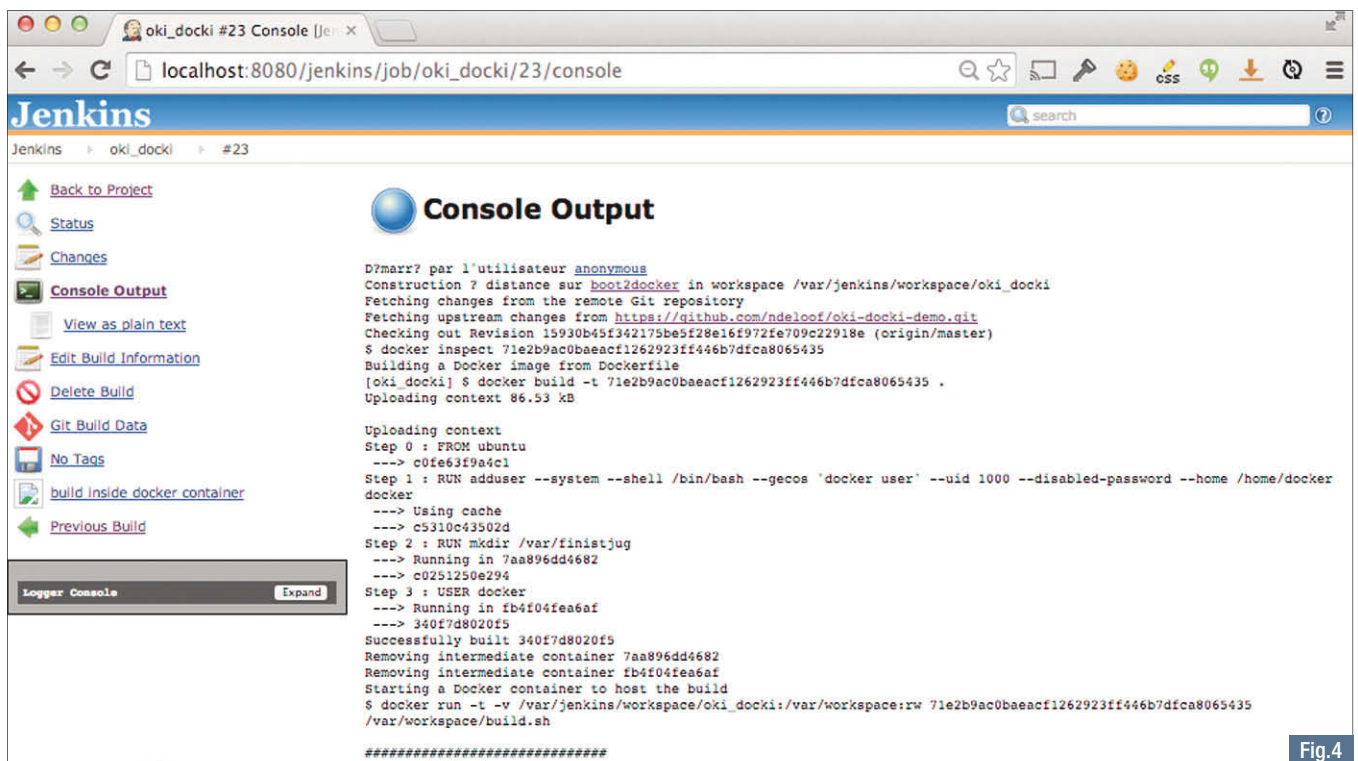 oki_docki #23 Console [Jen
localhost:8080/jenkins/job/oki_docki/23/console
css
Jenkins
search
Jenkins oki_docki #23
Back to Project
Status
Changes
Console Output
View as plain text
Edit Build Information
Delete Build
Git Build Data
No Tags
build inside docker container
Previous Build
Logger Console
Expand
Console Output
D?marr? par l'utilisateur anonymous
Construction ? distance sur boot2docker in workspace /var/jenkins/workspace/oki_docki
Fetching changes from the remote Git repository
Fetching upstream changes from https://github.com/ndeloof/oki-docki-demo.git
Checking out Revision 15930b45f342175be5f28e16f972fe709c22918e (origin/master)
$ docker inspect 71e2b9ac0baeacf1262923ff446b7dfca8065435
Building a Docker image from Dockerfile
[oki_docki] $ docker build -t 71e2b9ac0baeacf1262923ff446b7dfca8065435 .
Uploading context 86.53 kB
Uploading context
Step 0 : FROM ubuntu
---> c0fe63f9a4c1
Step 1 : RUN adduser --system --shell /bin/bash --gecos 'docker user' --uid 1000 --disabled-password --home /home/docker
docker
---> Using cache
---> c5310c43502d
Step 2 : RUN mkdir /var/finistjug
---> Running in 7aa896dd4682
---> c0251250e294
Step 3 : USER docker
---> Running in fb4f04fea6af
---> 340f7d8020f5
Successfully built 340f7d8020f5
Removing intermediate container 7aa896dd4682
Removing intermediate container fb4f04fea6af
Starting a Docker container to host the build
$ docker run -t -v /var/jenkins/workspace/oki_docki:/var/workspace:rw 71e2b9ac0baeacf1262923ff446b7dfca8065435
/var/workspace/build.sh
##############################
Fig.4